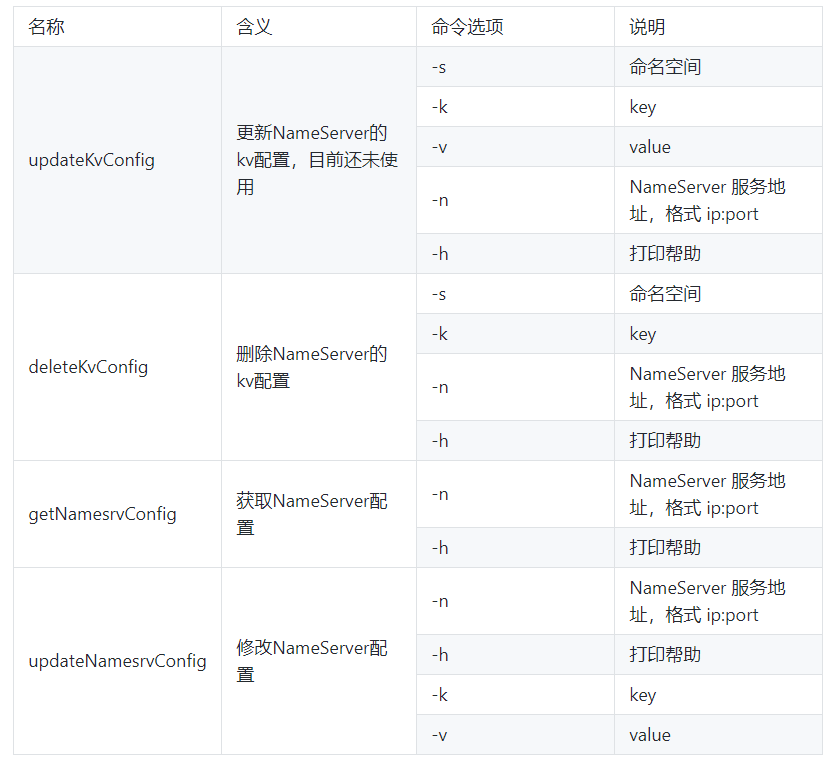 名称 含义 命令选项 说明
updateKvConfig
更新NameServer的
kv配置，目前还未使
用
-s 命名空间
-k key
-v value
-n NameServer 服务地
址，格式 ip:port
-h 打印帮助
deleteKvConfig
删除NameServer的
kv配置
-s 命名空间
-k key
-n NameServer 服务地
址，格式 ip:port
-h 打印帮助
getNamesrvConfig
获取NameServer配
置
-n NameServer 服务地
址，格式 ip:port
-h 打印帮助
updateNamesrvConfig
修改NameServer配
置
-n NameServer 服务地
址，格式 ip:port
-h 打印帮助
-k key
-v value